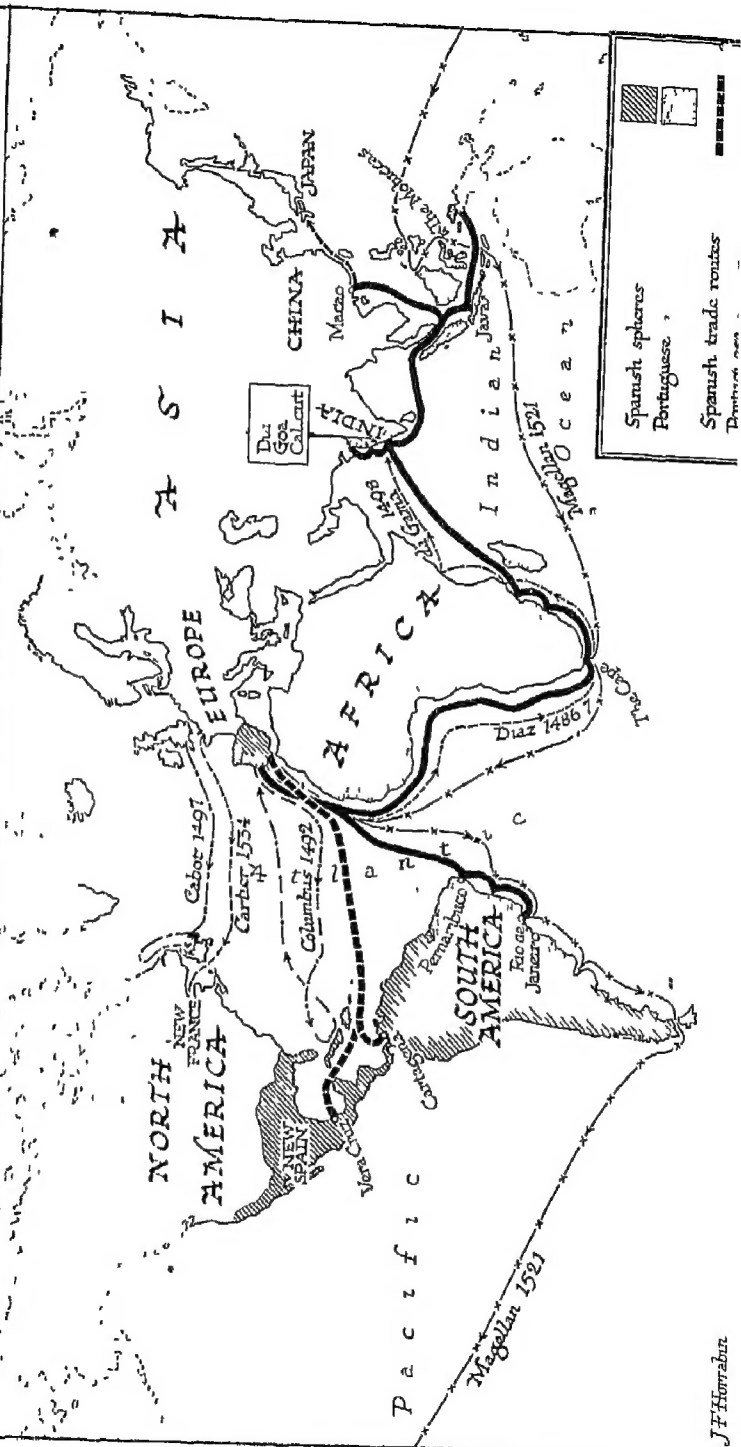 NORTH
AMERICA
NEW
FRANCE
NEW
SPAIN
Vera Cruz
Cartagena
SOUTH
AMERICA
Pernambuco
Rio de
Janeiro
Cabot 1497
Cartier 1534
Columbus 1492
Atlantic
Pacific
Magellan 1521
EUROPE
AFRICA
Diaz 1486 7
The Cape
da Gama
1498
ASIA
Diu
Goa
Calicut
INDIA
CHINA
Macao
JAPAN
The Moluccas
Java
Indian
Ocean
Magellan 1521
Spanish spheres
Portuguese "
Spanish trade routes
J F Horrabin